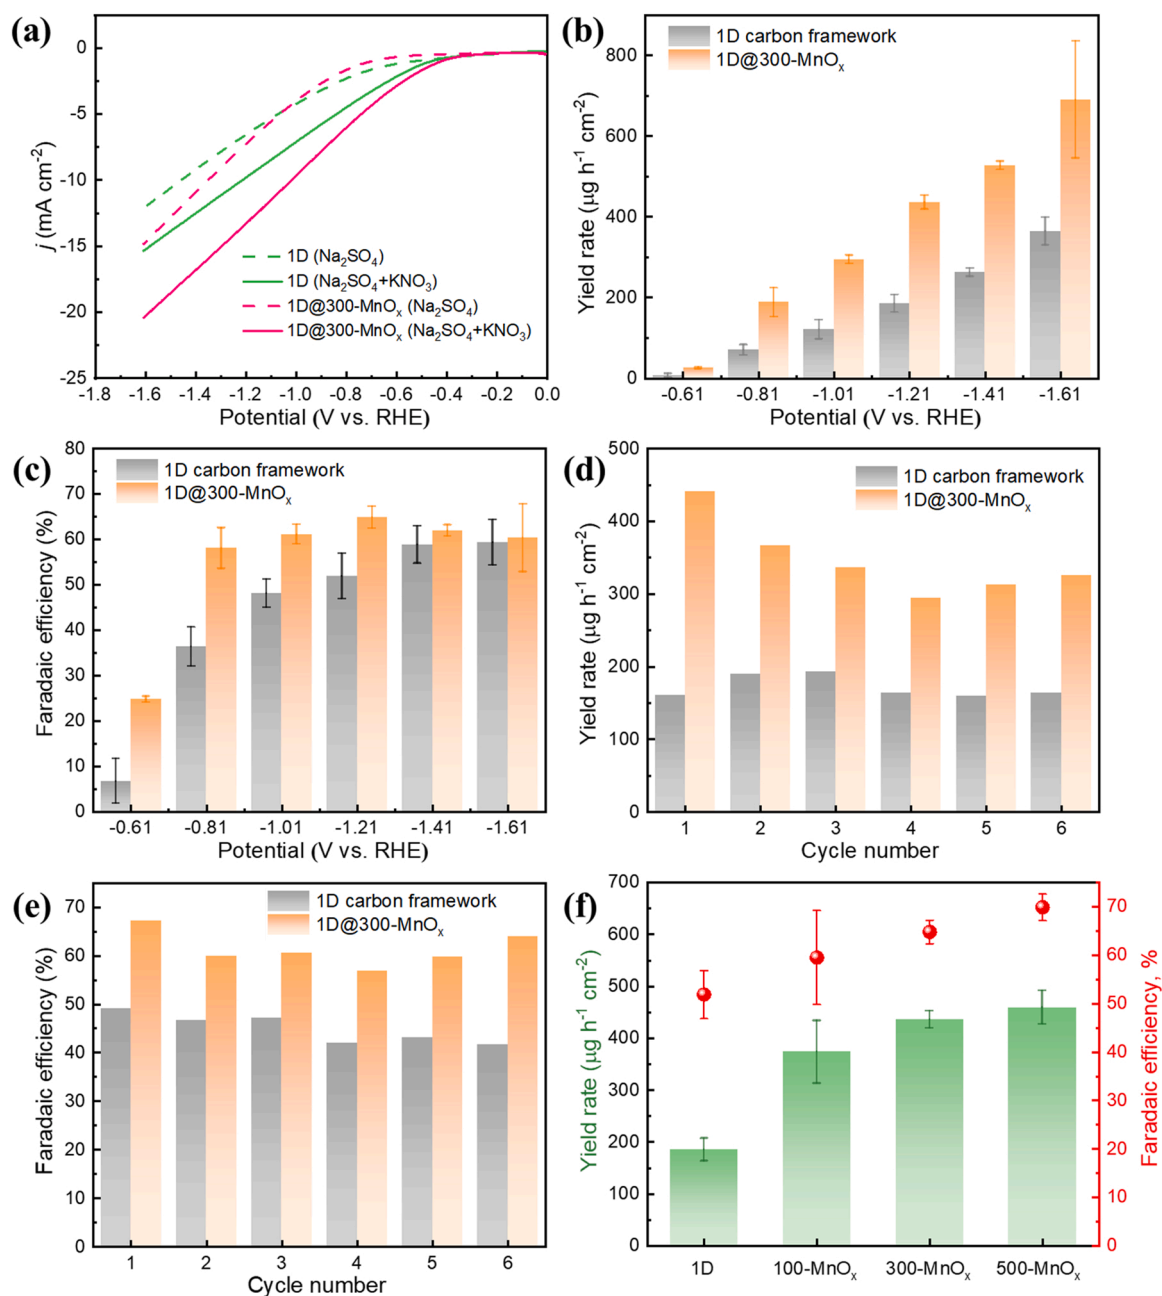 (a)
0
-5
-10
-15
-20
-25
j (mA cm⁻²)
1D (Na₂SO₄)
1D (Na₂SO₄+KNO₃)
1D@300-MnOₓ (Na₂SO₄)
1D@300-MnOₓ (Na₂SO₄+KNO₃)
-1.8 -1.6 -1.4 -1.2 -1.0 -0.8 -0.6 -0.4 -0.2 0.0
Potential (V vs. RHE)
(b)
1D carbon framework
1D@300-MnOₓ
800
600
400
200
0
Yield rate (µg h⁻¹ cm⁻²)
-0.61 -0.81 -1.01 -1.21 -1.41 -1.61
Potential (V vs. RHE)
(c)
1D carbon framework
1D@300-MnOₓ
80
70
60
50
40
30
20
10
0
Faradaic efficiency (%)
-0.61 -0.81 -1.01 -1.21 -1.41 -1.61
Potential (V vs. RHE)
(d)
1D carbon framework
1D@300-MnOₓ
500
450
400
350
300
250
200
150
100
0
Yield rate (µg h⁻¹ cm⁻²)
1 2 3 4 5 6
Cycle number
(e)
1D carbon framework
1D@300-MnOₓ
70
60
50
40
30
20
10
0
Faradaic efficiency (%)
1 2 3 4 5 6
Cycle number
(f)
700
600
500
400
300
200
100
0
Yield rate (µg h⁻¹ cm⁻²)
70
60
50
40
30
20
10
0
Faradaic efficiency, %
1D 100-MnOₓ 300-MnOₓ 500-MnOₓ